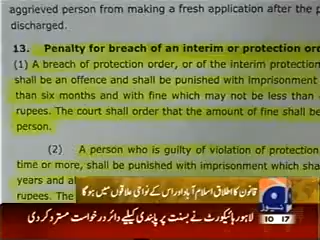 aggrieved person from making a fresh application after the p
discharged.
13. Penalty for breach of an interim or protection ord
(1) A breach of protection order, or of the interim protection
shall be an offence and shall be punished with imprisonment
than six months and with fine which may not be less than
rupees. The court shall order that the amount of fine shall be
person.
(2) A person who is guilty of violation of protection
time or more, shall be punished with imprisonment which sha
years and a
rupees. The
قانون کا اطلاق اسلام آباد اور اس کے نواحی علاقوں میں ہوگا
لاہور ہائیکورٹ نے بسنت پر پابندی کیلئے دائر درخواست مسترد کردی
نیوز
10 17